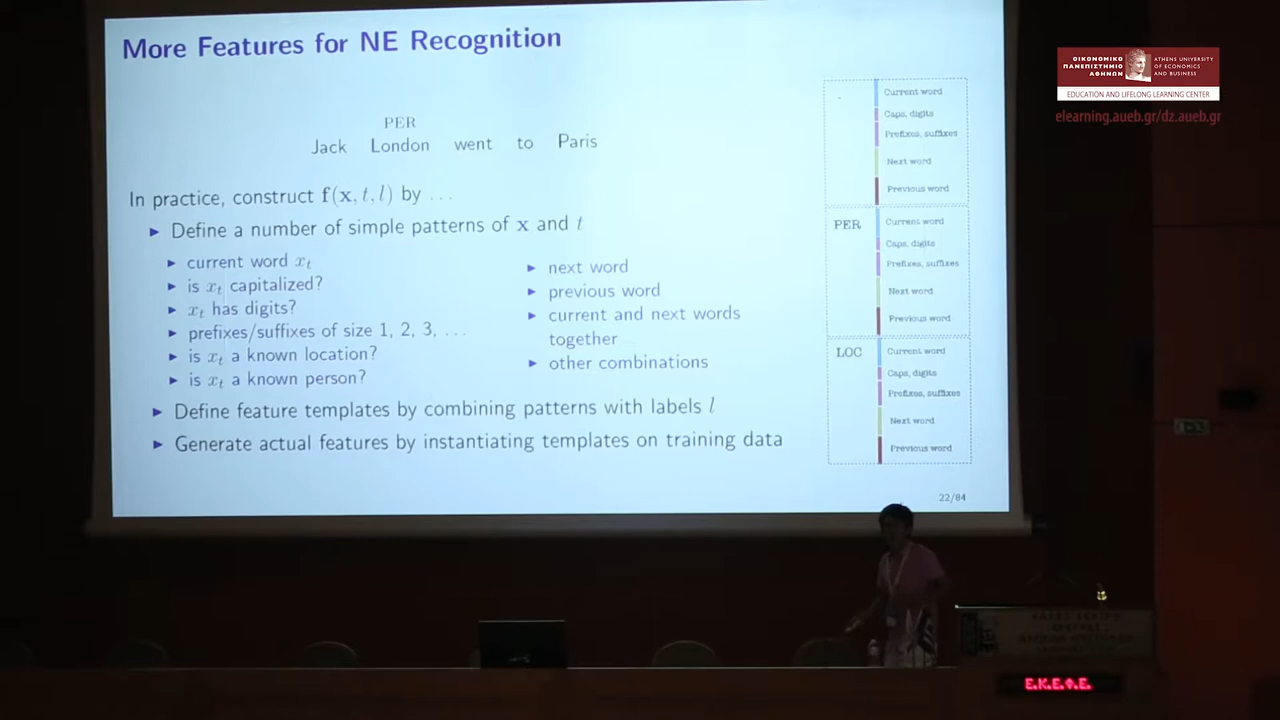 More Features for NE Recognition
PER
Jack London went to Paris
In practice, construct f(x, t, l) by ...
► Define a number of simple patterns of x and t
► current word xₜ
► is xₜ capitalized?
► xₜ has digits?
► prefixes/suffixes of size 1, 2, 3, ...
► is xₜ a known location?
► is xₜ a known person?
► next word
► previous word
► current and next words
together
► other combinations
► Define feature templates by combining patterns with labels l
► Generate actual features by instantiating templates on training data
Current word
Caps, digits
Prefixes, suffixes
Next word
Previous word
PER
Current word
Caps, digits
Prefixes, suffixes
Next word
Previous word
LOC
Current word
Caps, digits
Prefixes, suffixes
Next word
Previous word
22/84
ΟΙΚΟΝΟΜΙΚΟ
ΠΑΝΕΠΙΣΤΗΜΙΟ
ΑΘΗΝΩΝ
ATHENS UNIVERSITY
OF ECONOMICS
AND BUSINESS
EDUCATION AND LIFELONG LEARNING CENTER
elearning.aueb.gr/dz.aueb.gr
Ε.Κ.Ε.Φ.Ε.